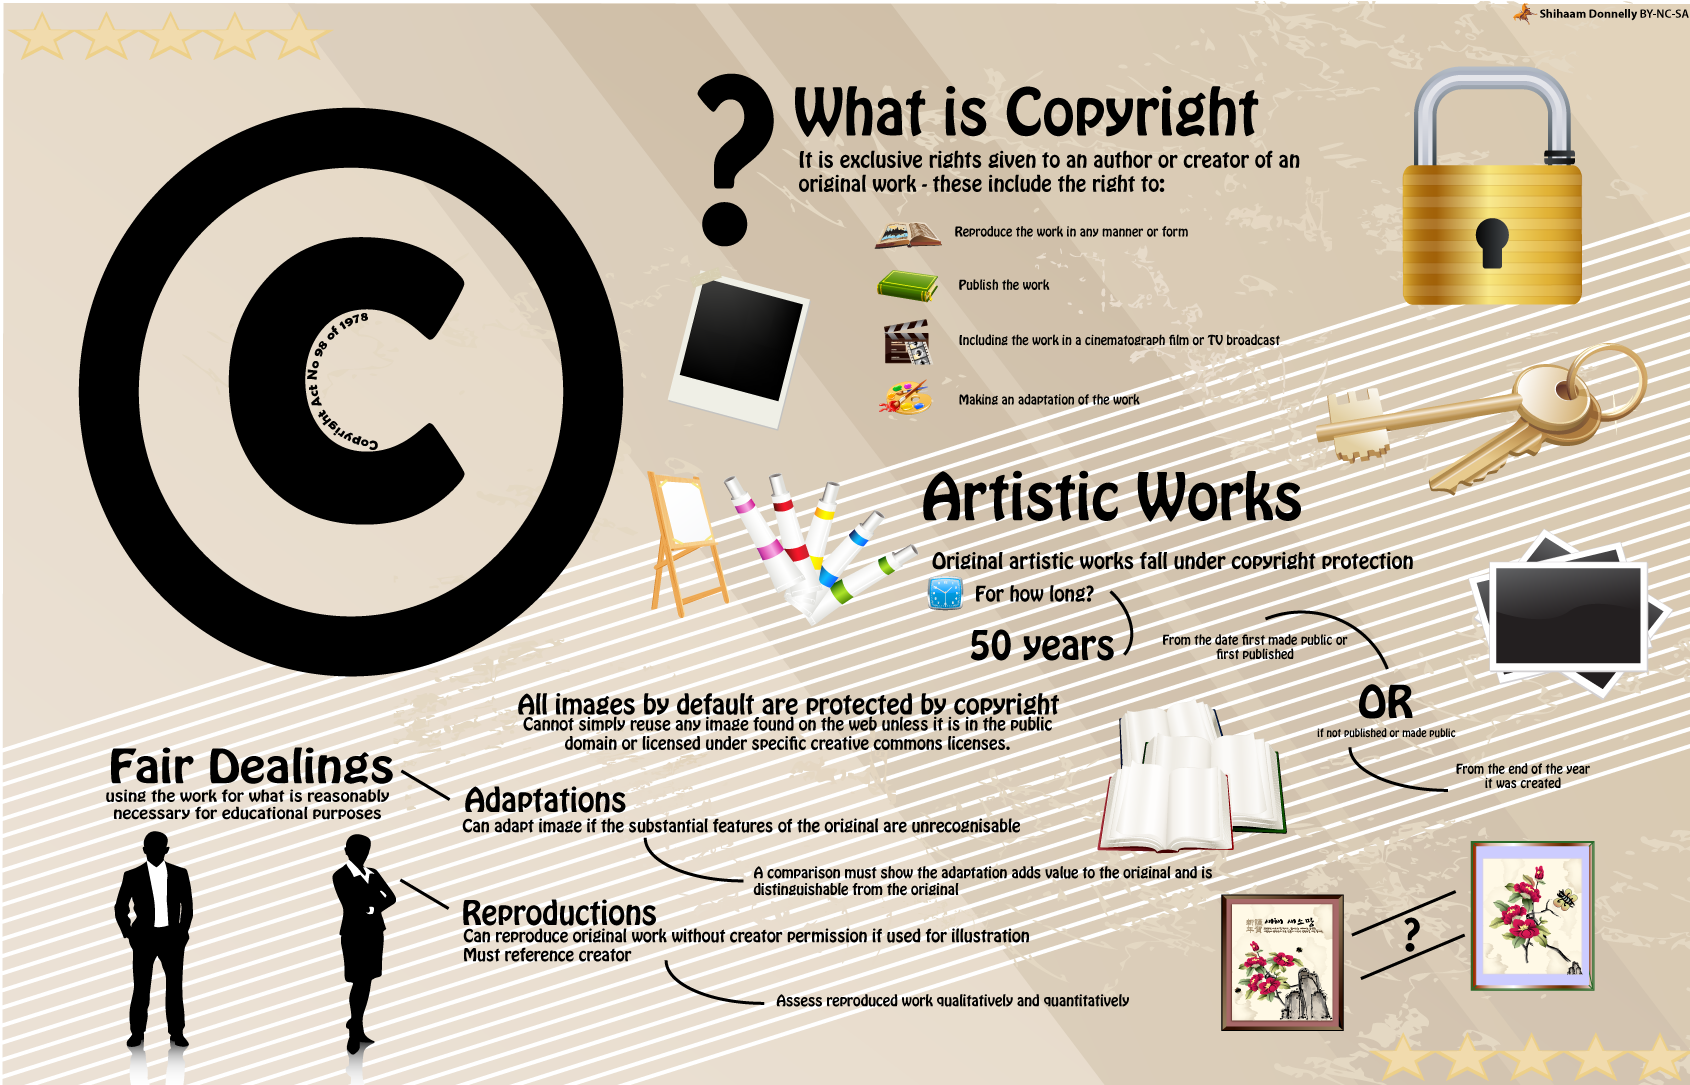 Shihaam Donnelly BY-NC-SA
?
What is Copyright
It is exclusive rights given to an author or creator of an
original work - these include the right to:
Reproduce the work in any manner or form
Publish the work
Including the work in a cinematograph film or TV broadcast
Making an adaptation of the work
C
Copyright Act No 98 of 1978
Artistic Works
Original artistic works fall under copyright protection
For how long?
50 years
From the date first made public or
first published
OR
if not published or made public
From the end of the year
it was created
All images by default are protected by copyright
Cannot simply reuse any image found on the web unless it is in the public
domain or licensed under specific creative commons licenses.
Fair Dealings
using the work for what is reasonably
necessary for educational purposes
Adaptations
Can adapt image if the substantial features of the original are unrecognisable
A comparison must show the adaptation adds value to the original and is
distinguishable from the original
Reproductions
Can reproduce original work without creator permission if used for illustration
Must reference creator
Assess reproduced work qualitatively and quantitatively
새해 새소망
?